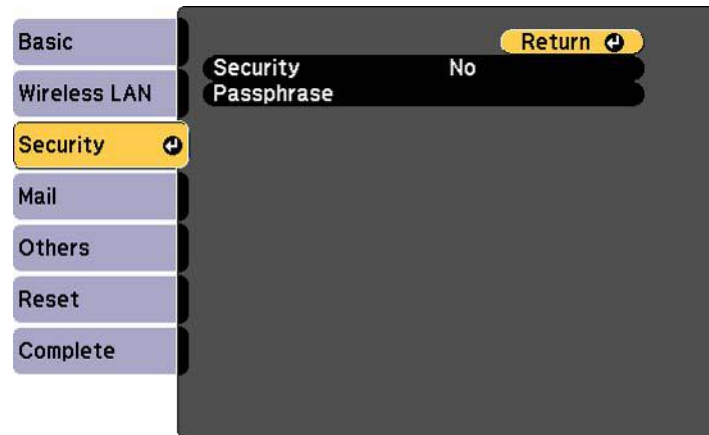 Basic
Wireless LAN
Security
Mail
Others
Reset
Complete
Return
Security No
Passphrase